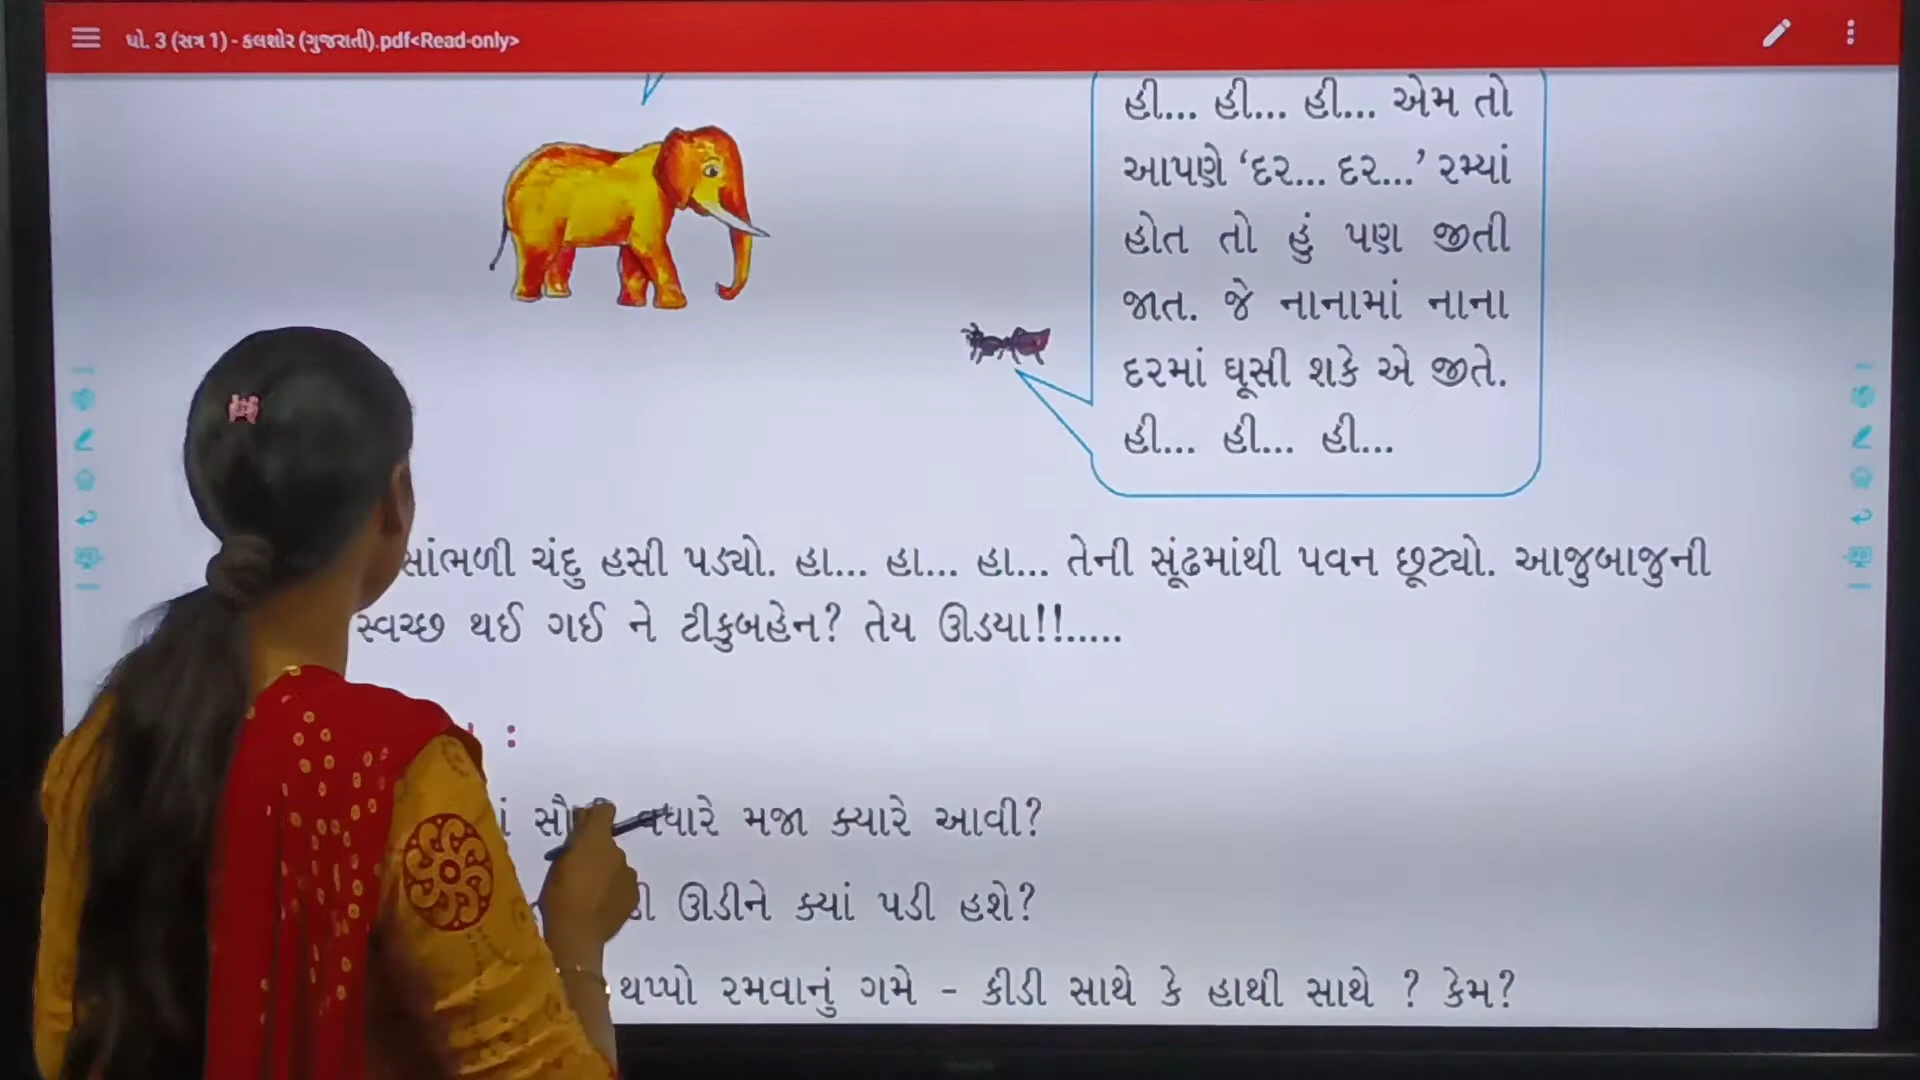 ધો. 3 (સત્ર 1) - કલશોર (ગુજરાતી).pdf<Read-only>
હી... હી... હી... એમ તો
આપણે ‘દર... દર...’ રમ્યાં
હોત તો હું પણ જીતી
જાત. જે નાનામાં નાના
દરમાં ઘૂસી શકે એ જીતે.
હી... હી... હી...
સાંભળી ચંદુ હસી પડ્યો. હા... હા... હા... તેની સૂંઢમાંથી પવન છૂટ્યો. આજુબાજુની
સ્વચ્છ થઈ ગઈ ને ટીકુબહેન? તેય ઊડયા!!.....
:
વધારે મજા ક્યારે આવી?
ઊડીને ક્યાં પડી હશે?
થપ્પો રમવાનું ગમે - કીડી સાથે કે હાથી સાથે ? કેમ?